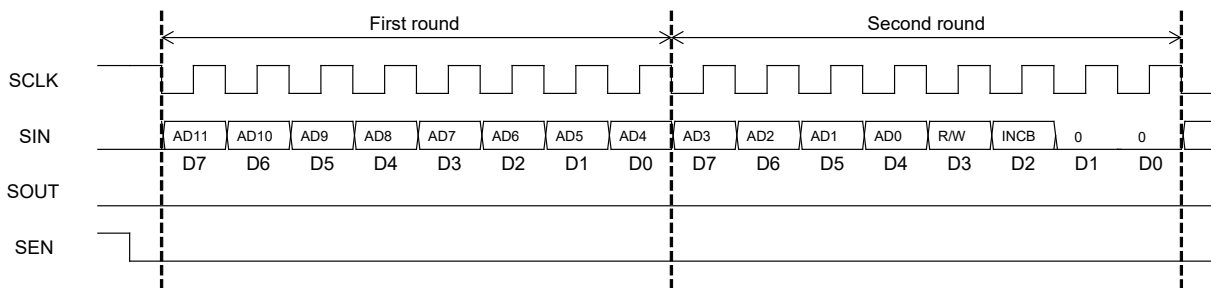 First round Second round
SCLK
SIN AD11 AD10 AD9 AD8 AD7 AD6 AD5 AD4 AD3 AD2 AD1 AD0 R/W INCB 0 0
D7 D6 D5 D4 D3 D2 D1 D0 D7 D6 D5 D4 D3 D2 D1 D0
SOUT
SEN